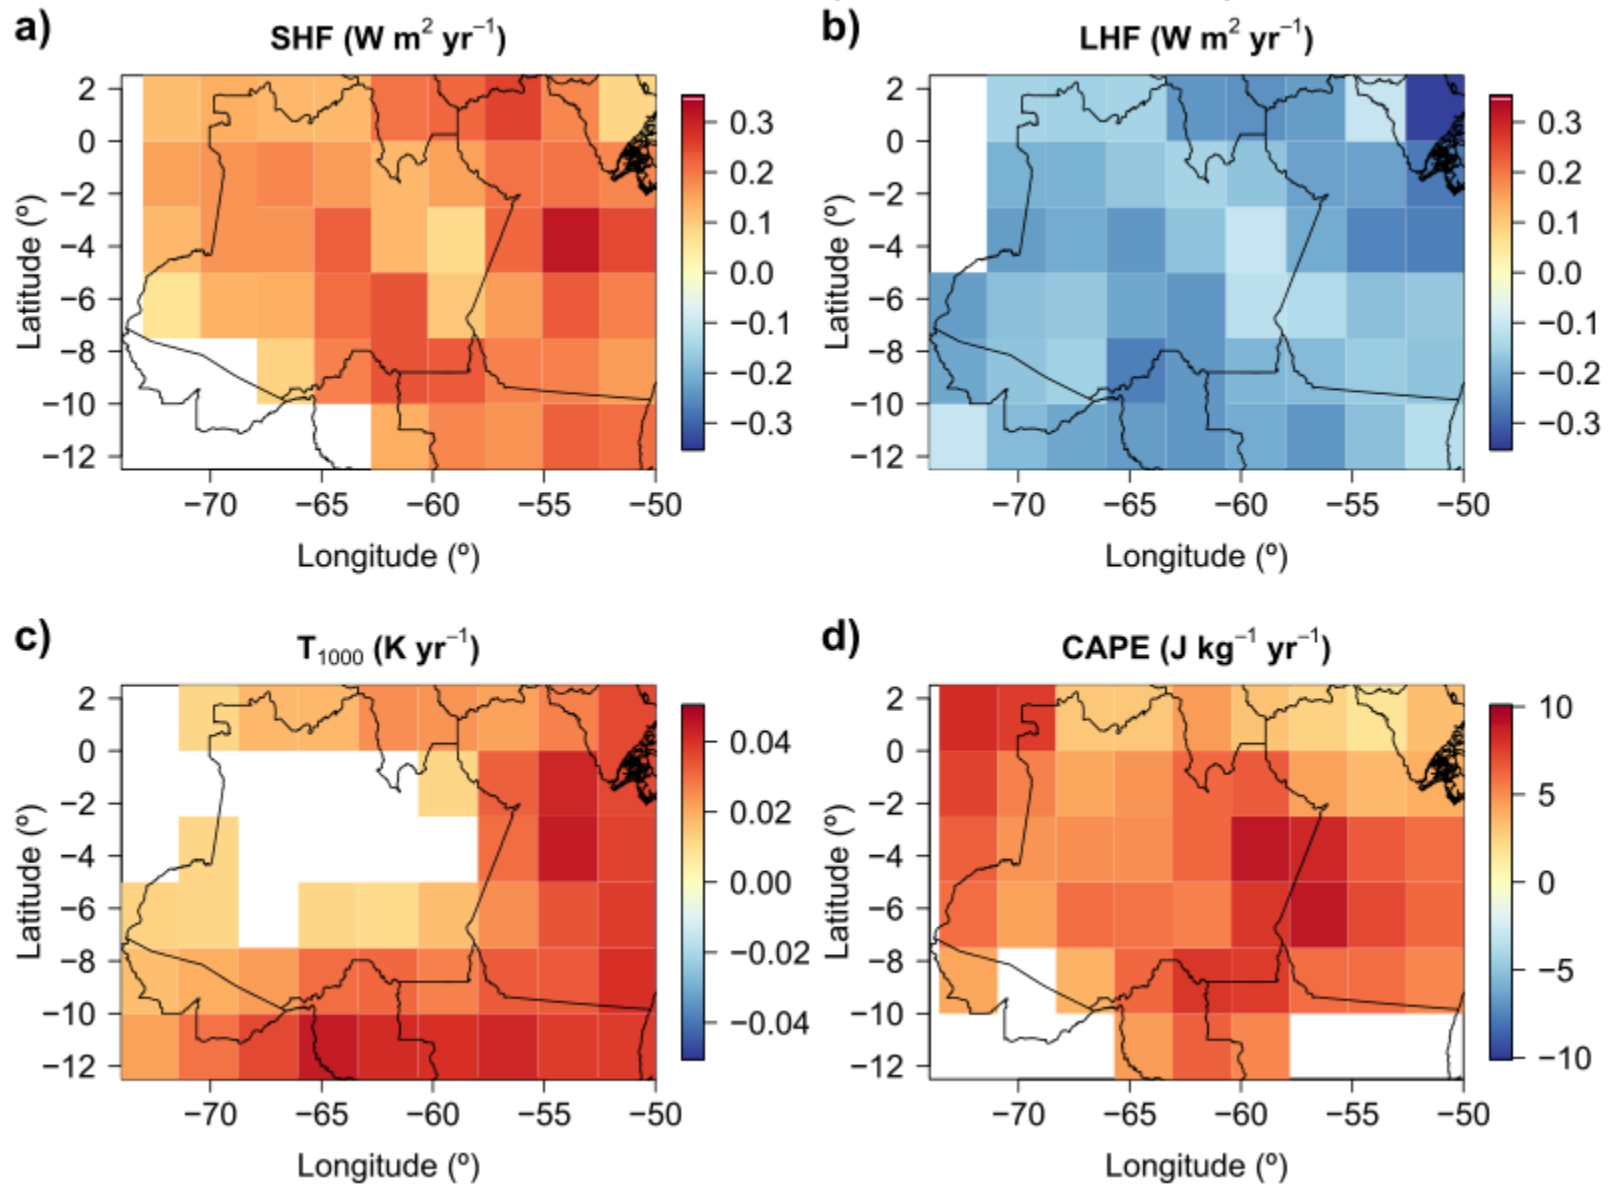 a)
SHF (W m² yr⁻¹)
2
0
−2
−4
−6
−8
−10
−12
Latitude (º)
−70 −65 −60 −55 −50
Longitude (º)
0.3
0.2
0.1
0.0
−0.1
−0.2
−0.3
b)
LHF (W m² yr⁻¹)
2
0
−2
−4
−6
−8
−10
−12
Latitude (º)
−70 −65 −60 −55 −50
Longitude (º)
0.3
0.2
0.1
0.0
−0.1
−0.2
−0.3
c)
T₁₀₀₀ (K yr⁻¹)
2
0
−2
−4
−6
−8
−10
−12
Latitude (º)
−70 −65 −60 −55 −50
Longitude (º)
0.04
0.02
0.00
−0.02
−0.04
d)
CAPE (J kg⁻¹ yr⁻¹)
2
0
−2
−4
−6
−8
−10
−12
Latitude (º)
−70 −65 −60 −55 −50
Longitude (º)
10
5
0
−5
−10